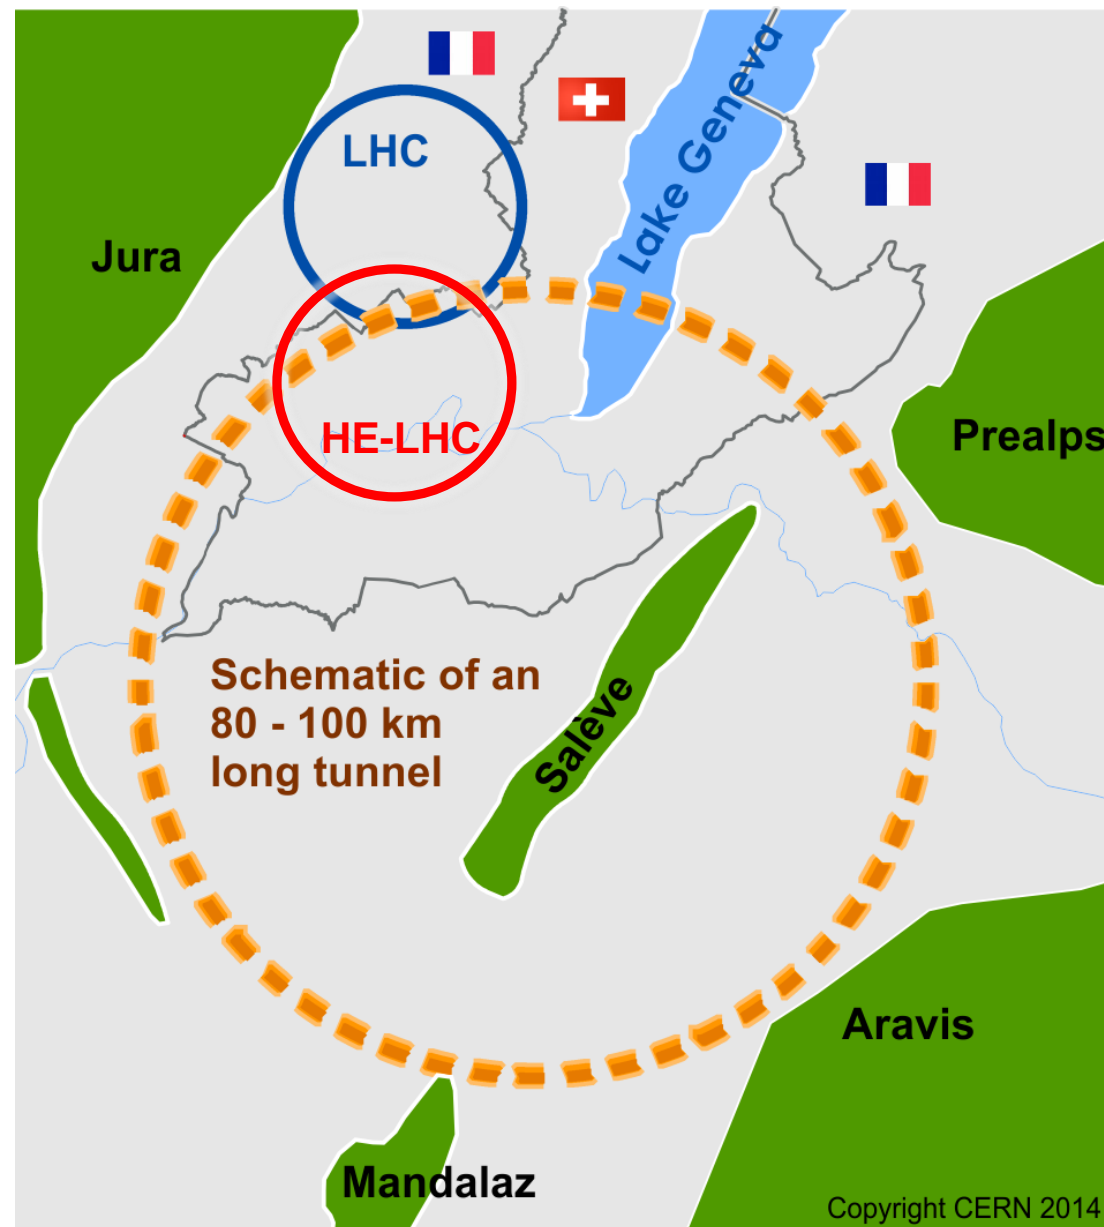 LHC
Lake Geneva
Jura
HE-LHC
Prealps
Schematic of an
80 - 100 km
long tunnel
Salève
Aravis
Mandalaz
Copyright CERN 2014